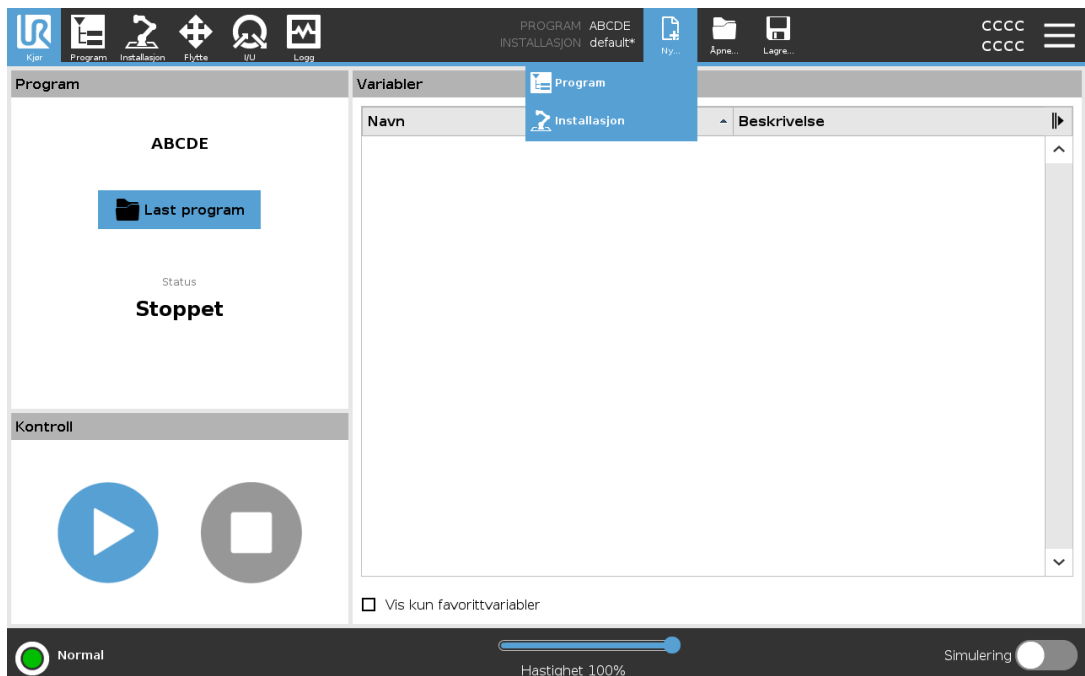 Kjør
Program
Installasjon
Flytte
I/U
Logg
PROGRAM ABCDE
INSTALLASJON default*
Ny...
Åpne...
Lagre...
CCCC
CCCC
Program
Installasjon
Program
Variabler
Navn
Beskrivelse
ABCDE
Last program
Status
Stoppet
Kontroll
Vis kun favorittvariabler
Normal
Hastighet 100%
Simulering